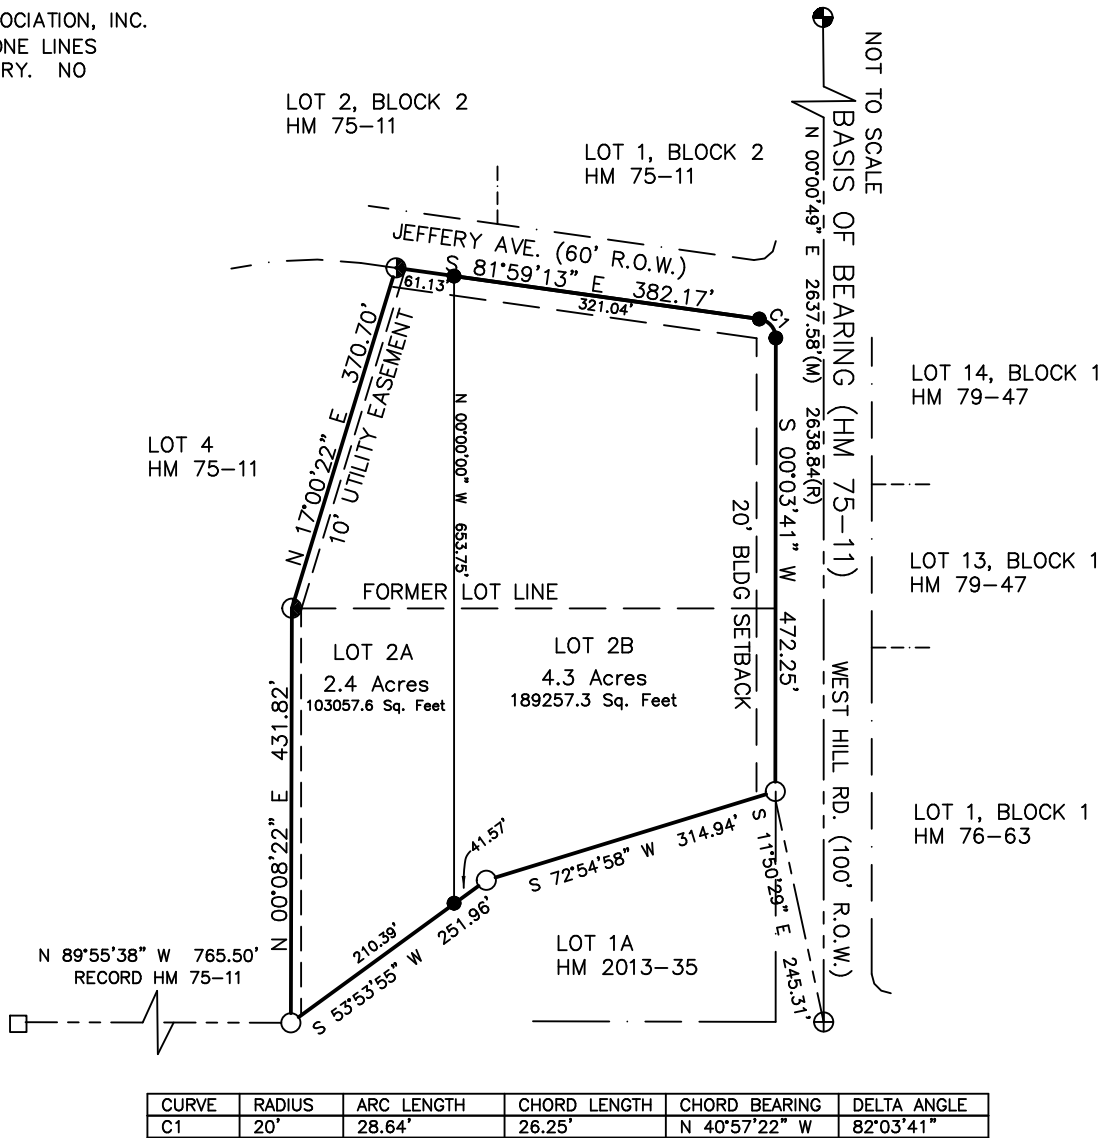 OCIATION, INC.
ONE LINES
RY. NO
LOT 2, BLOCK 2
HM 75-11
LOT 1, BLOCK 2
HM 75-11
NOT TO SCALE
BASIS OF BEARING (HM 75-11)
N 00°00'49" E 2637.58'(M) 2638.84(R)
JEFFERY AVE. (60' R.O.W.)
S 81°59'13" E 382.17'
61.13'
321.04'
C1
N 17°00'22" E 370.70'
10' UTILITY EASEMENT
LOT 4
HM 75-11
N 00°00'00" W 653.75'
S 00°03'41" W 472.25'
20' BLDG SETBACK
LOT 14, BLOCK 1
HM 79-47
LOT 13, BLOCK 1
HM 79-47
FORMER LOT LINE
LOT 2A
2.4 Acres
103057.6 Sq. Feet
LOT 2B
4.3 Acres
189257.3 Sq. Feet
N 00°08'22" E 431.82'
WEST HILL RD. (100' R.O.W.)
LOT 1, BLOCK 1
HM 76-63
41.57'
S 72°54'58" W 314.94'
S 11°50'29" E 245.31'
210.39'
S 53°53'55" W 251.96'
LOT 1A
HM 2013-35
N 89°55'38" W 765.50'
RECORD HM 75-11
CURVE RADIUS ARC LENGTH CHORD LENGTH CHORD BEARING DELTA ANGLE
C1 20' 28.64' 26.25' N 40°57'22" W 82°03'41"